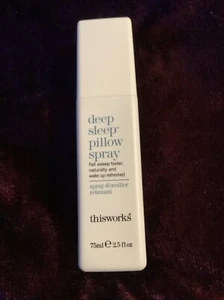 deep
sleep®
pillow
spray
Fall asleep faster,
naturally and
wake up refreshed
spray d'oreiller
relaxant
thisworks®
75ml ℮ 2.5 fl oz